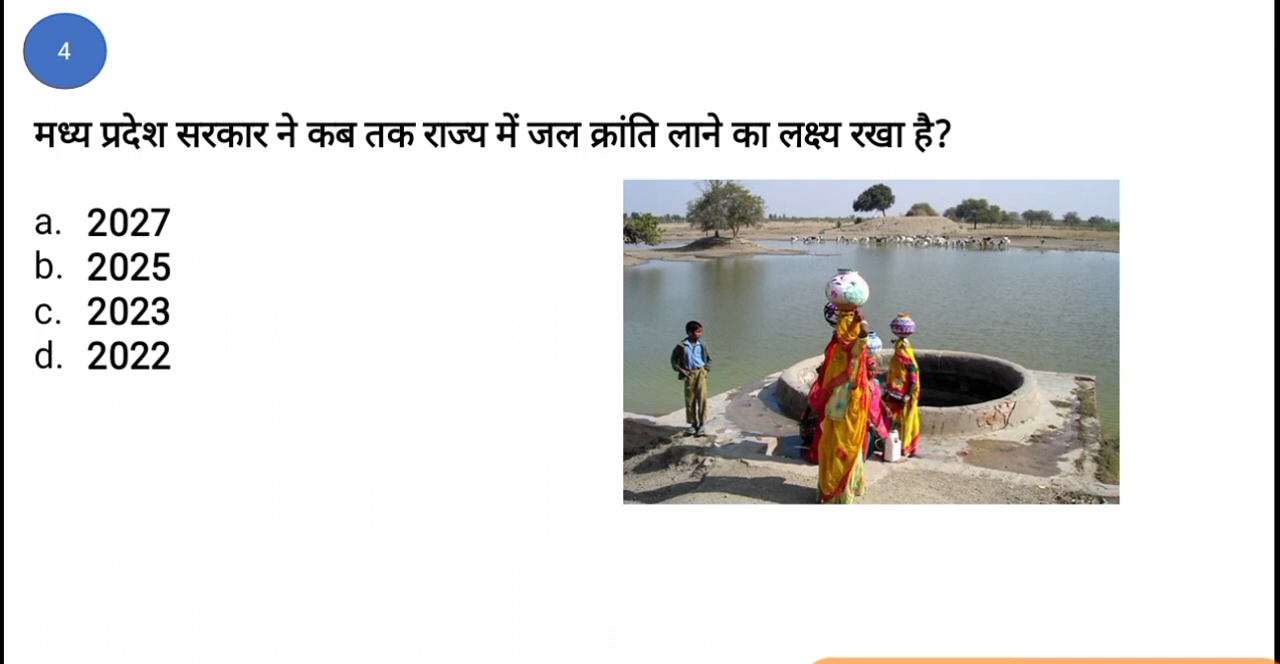 4
मध्य प्रदेश सरकार ने कब तक राज्य में जल क्रांति लाने का लक्ष्य रखा है?
a. 2027
b. 2025
c. 2023
d. 2022